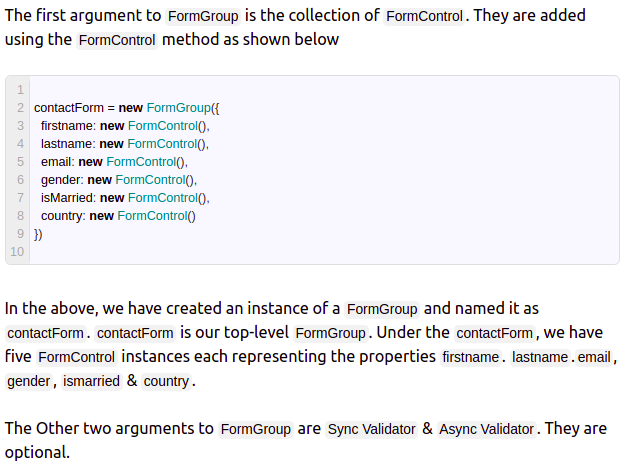 The first argument to FormGroup is the collection of FormControl. They are added
using the FormControl method as shown below
1
2 contactForm = new FormGroup({
3 firstname: new FormControl(),
4 lastname: new FormControl(),
5 email: new FormControl(),
6 gender: new FormControl(),
7 isMarried: new FormControl(),
8 country: new FormControl()
9 })
10
In the above, we have created an instance of a FormGroup and named it as
contactForm. contactForm is our top-level FormGroup. Under the contactForm, we have
five FormControl instances each representing the properties firstname. lastname.email,
gender, ismarried & country.
The Other two arguments to FormGroup are Sync Validator & Async Validator. They are
optional.